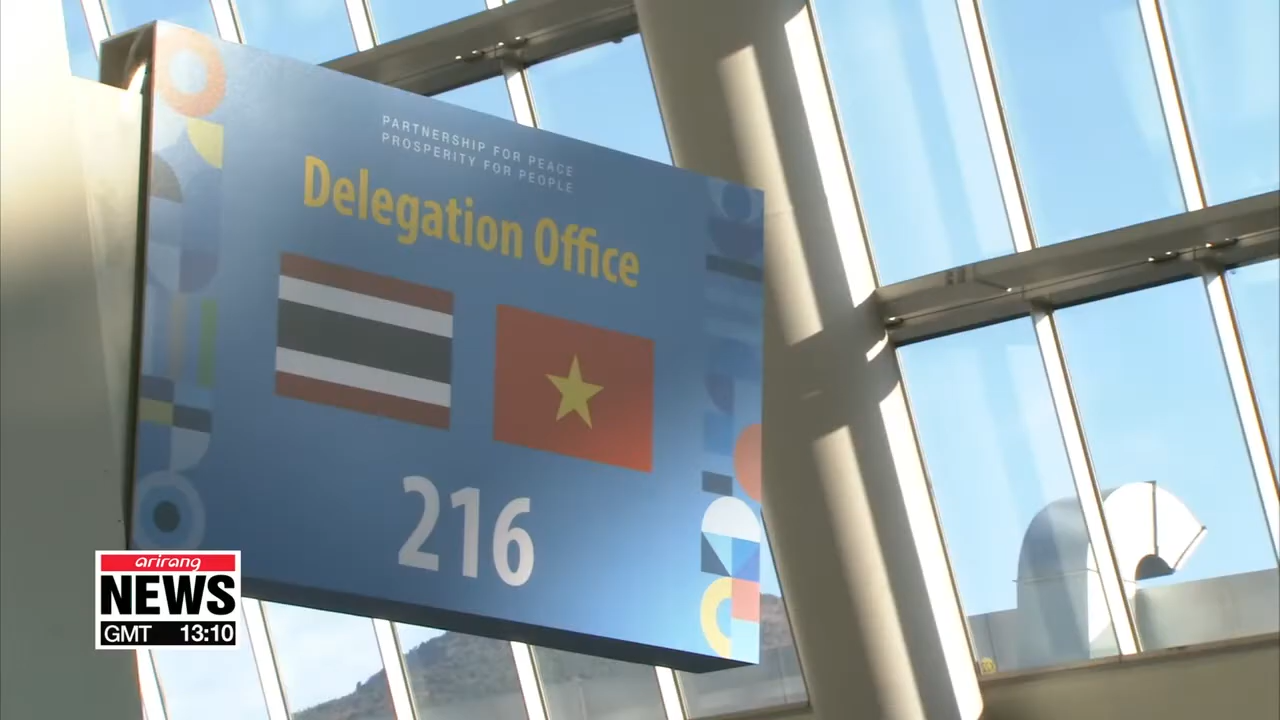 PARTNERSHIP FOR PEACE
PROSPERITY FOR PEOPLE
Delegation Office
216
arirang
NEWS
GMT 13:10